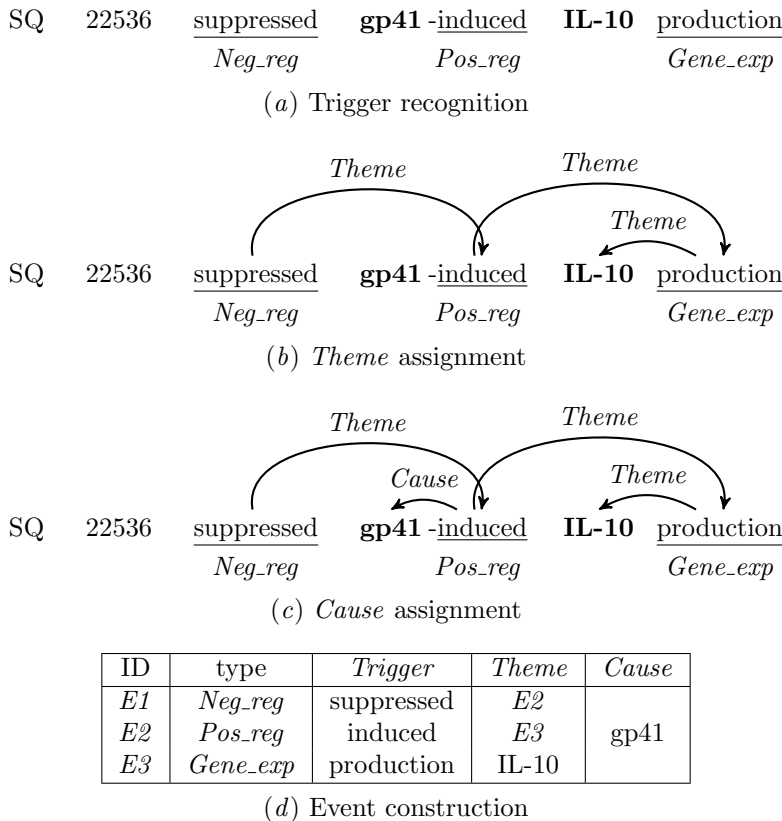 SQ 22536 suppressed gp41 -induced IL-10 production
Neg_reg Pos_reg Gene_exp
(a) Trigger recognition
Theme Theme
Theme
SQ 22536 suppressed gp41 -induced IL-10 production
Neg_reg Pos_reg Gene_exp
(b) Theme assignment
Theme Theme
Cause Theme
SQ 22536 suppressed gp41 -induced IL-10 production
Neg_reg Pos_reg Gene_exp
(c) Cause assignment
ID type Trigger Theme Cause
E1 Neg_reg suppressed E2
E2 Pos_reg induced E3 gp41
E3 Gene_exp production IL-10
(d) Event construction